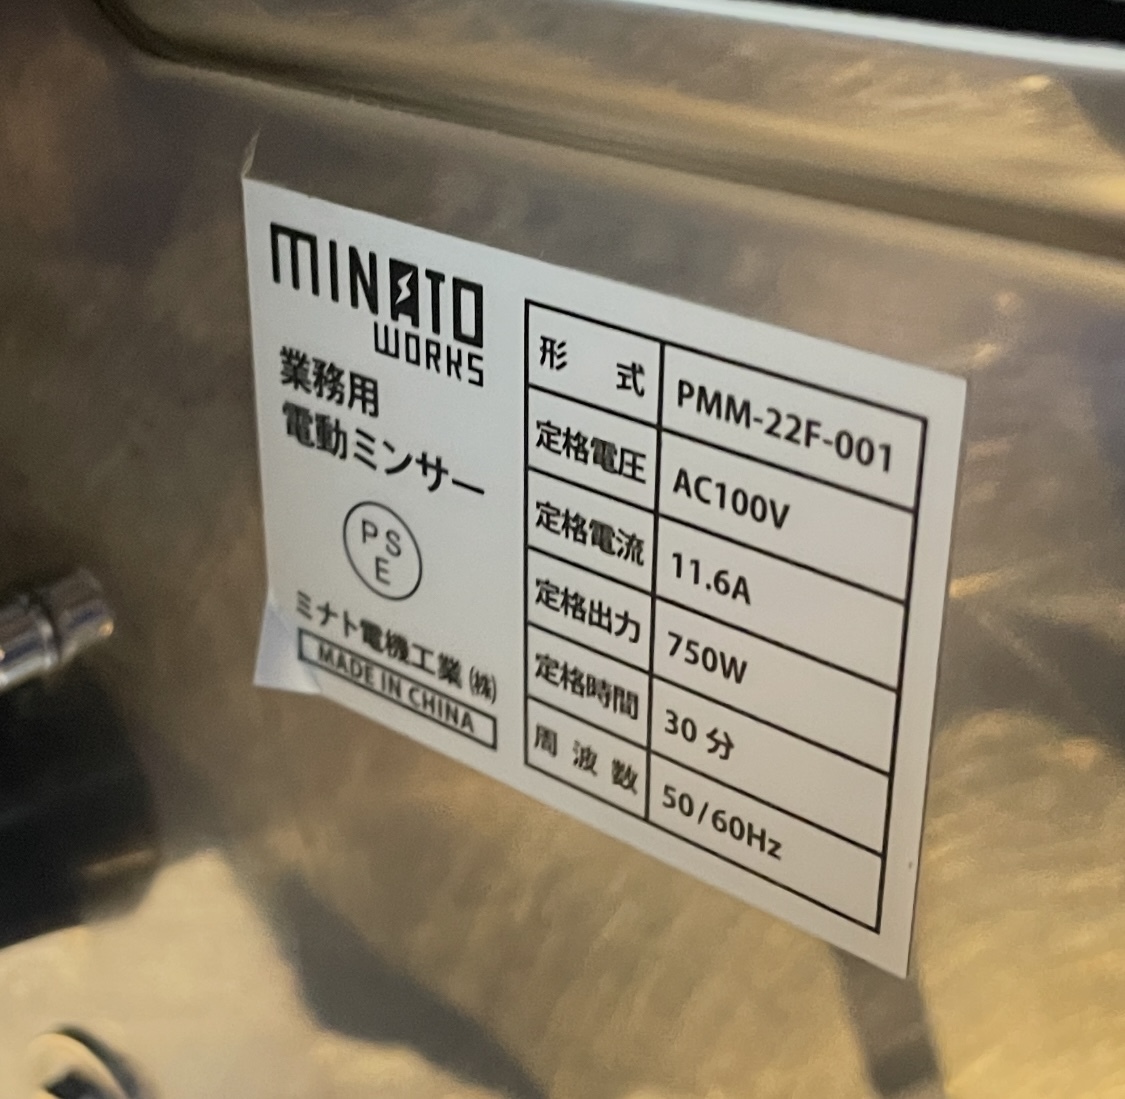 MINATO
WORKS
業務用
電動ミンサー
PS
E
ミナト電機工業㈱
MADE IN CHINA
形 式 PMM-22F-001
定格電圧 AC100V
定格電流 11.6A
定格出力 750W
定格時間 30分
周波数 50/60Hz